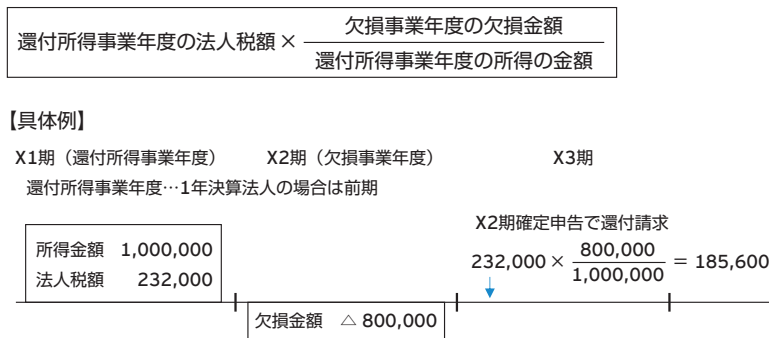 還付所得事業年度の法人税額× 欠損事業年度の欠損金額
還付所得事業年度の所得の金額
【具体例】
X1期（還付所得事業年度） X2期（欠損事業年度） X3期
還付所得事業年度…1年決算法人の場合は前期
X2期確定申告で還付請求
所得金額 1,000,000
法人税額 232,000
232,000× 800,000
1,000,000
= 185,600
欠損金額 △ 800,000